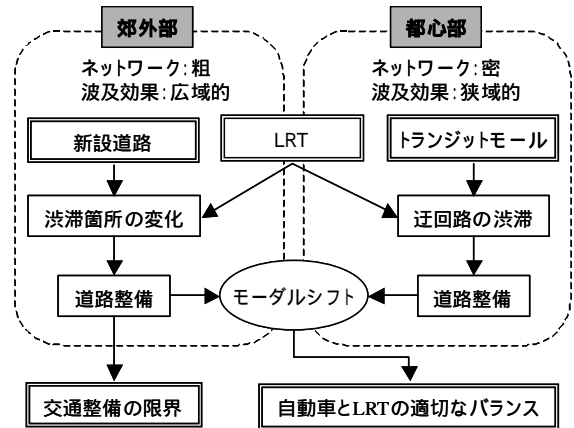 郊外部
都心部
ネットワーク:粗
波及効果:広域的
ネットワーク:密
波及効果:狭域的
新設道路
LRT
トランジットモール
渋滞箇所の変化
迂回路の渋滞
道路整備
モーダルシフト
道路整備
交通整備の限界
自動車とLRTの適切なバランス